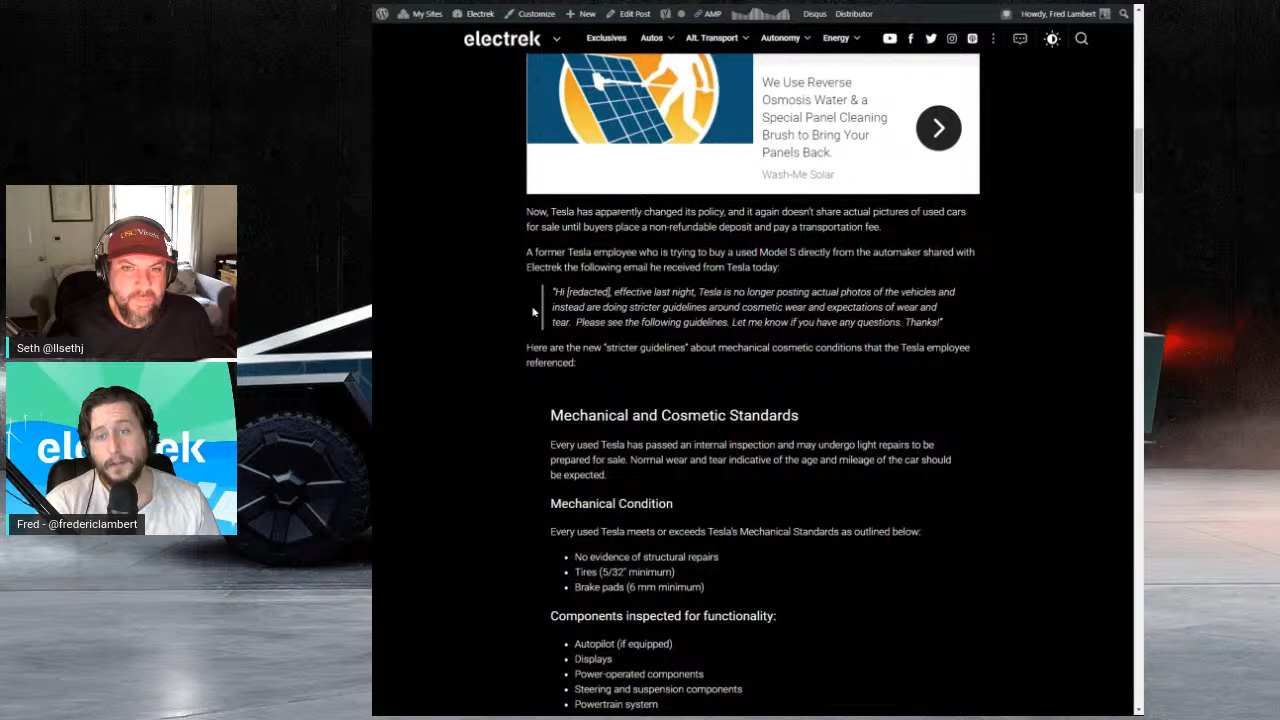 My Sites
Electrek
Customize
New
Edit Post
AMP
Disqus
Distributor
Howdy, Fred Lambert
electrek
Exclusives
Autos
Alt. Transport
Autonomy
Energy
We Use Reverse
Osmosis Water & a
Special Panel Cleaning
Brush to Bring Your
Panels Back.
Wash-Me Solar
Now, Tesla has apparently changed its policy, and it again doesn't share actual pictures of used cars
for sale until buyers place a non-refundable deposit and pay a transportation fee.
A former Tesla employee who is trying to buy a used Model S directly from the automaker shared with
Electrek the following email he received from Tesla today:
"Hi [redacted], effective last night, Tesla is no longer posting actual photos of the vehicles and
instead are doing stricter guidelines around cosmetic wear and expectations of wear and
tear.  Please see the following guidelines. Let me know if you have any questions. Thanks!"
Here are the new "stricter guidelines" about mechanical cosmetic conditions that the Tesla employee
referenced:
Mechanical and Cosmetic Standards
Every used Tesla has passed an internal inspection and may undergo light repairs to be
prepared for sale. Normal wear and tear indicative of the age and mileage of the car should
be expected.
Mechanical Condition
Every used Tesla meets or exceeds Tesla's Mechanical Standards as outlined below:
• No evidence of structural repairs
• Tires (5/32" minimum)
• Brake pads (6 mm minimum)
Components inspected for functionality:
• Autopilot (if equipped)
• Displays
• Power-operated components
• Steering and suspension components
• Powertrain system
USC Viterbi
Seth @llsethj
ele
rek
Fred - @fredericlambert